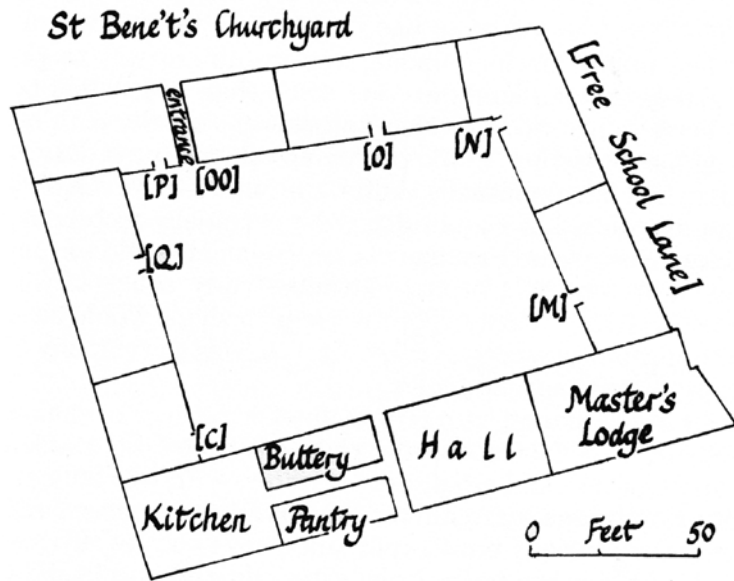 St Bene't's Churchyard
[Free School Lane]
entrance
[P]
[OO]
[O]
[N]
[Q]
[M]
[C]
Buttery
Hall
Master's
Lodge
Kitchen
Pantry
0 Feet 50